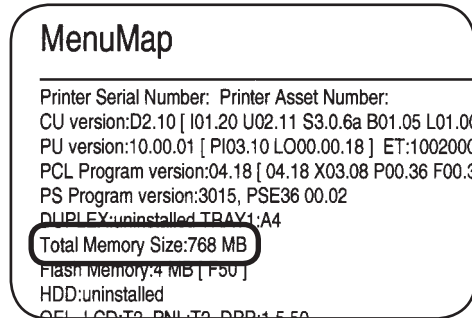 MenuMap
Printer Serial Number: Printer Asset Number:
CU version:D2.10 [ I01.20 U02.11 S3.0.6a B01.05 L01.00
PU version:10.00.01 [ PI03.10 LO00.00.18 ] ET:1002000
PCL Program version:04.18 [ 04.18 X03.08 P00.36 F00.3
PS Program version:3015, PSE36 00.02
DUPLEX:uninstalled TRAY1:A4
Total Memory Size:768 MB
Flash Memory:4 MB [ F50 ]
HDD:uninstalled